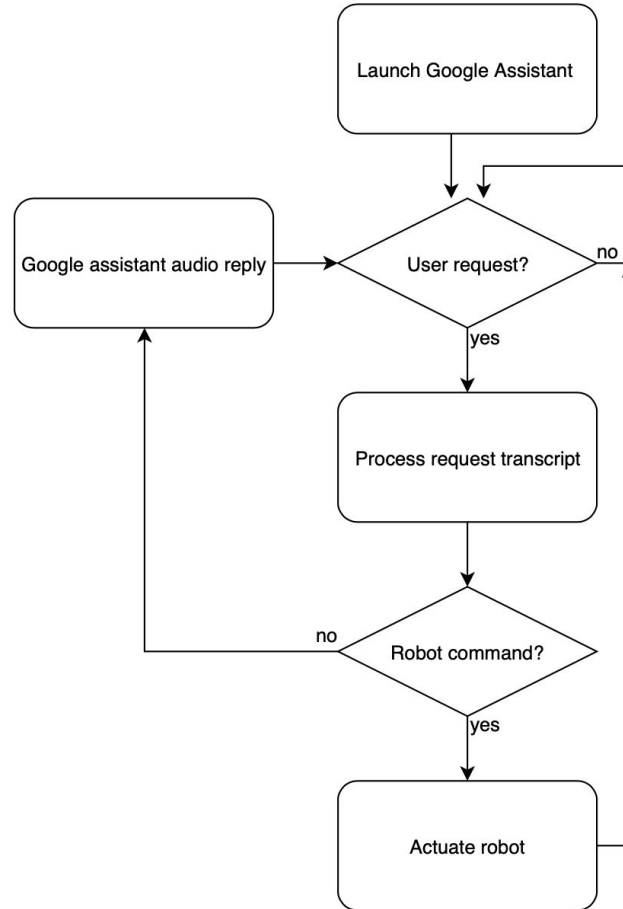 Launch Google Assistant
Google assistant audio reply
User request?
no
yes
Process request transcript
no
Robot command?
yes
Actuate robot